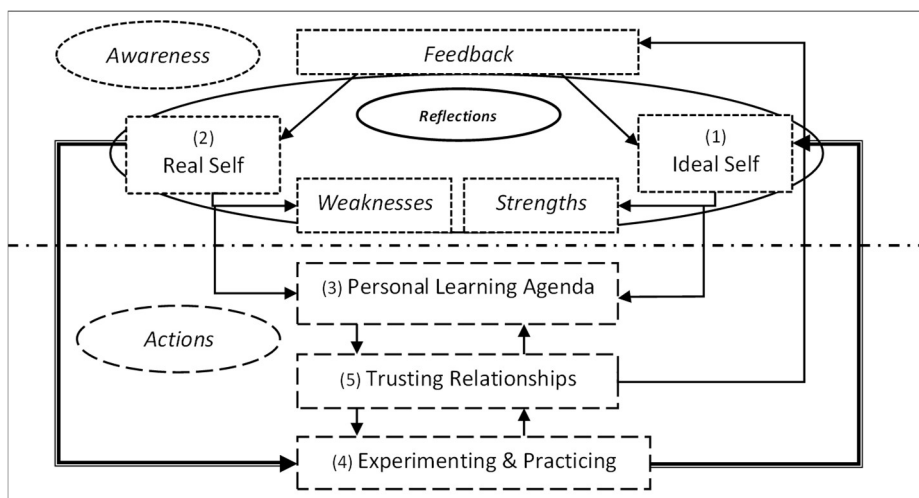 Awareness
Feedback
Reflections
(2)
Real Self
(1)
Ideal Self
Weaknesses
Strengths
(3) Personal Learning Agenda
Actions
(5) Trusting Relationships
(4) Experimenting & Practicing